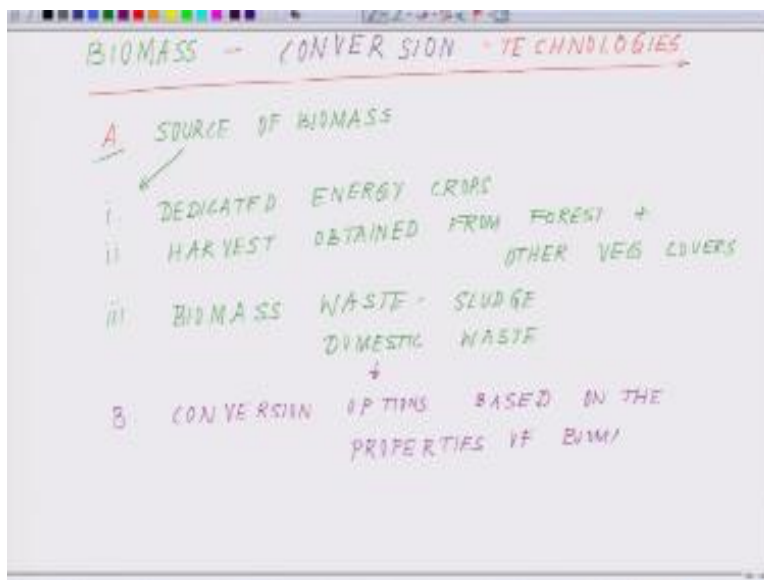 BIOMASS - CONVERSION - TECHNOLOGIES
A SOURCE OF BIOMASS
i DEDICATED ENERGY CROPS
ii HARVEST OBTAINED FROM FOREST +
OTHER VEG COVERS
iii BIOMASS WASTE - SLUDGE
DOMESTIC WASTE
B CONVERSION OPTIONS BASED ON THE
PROPERTIES OF BIOM